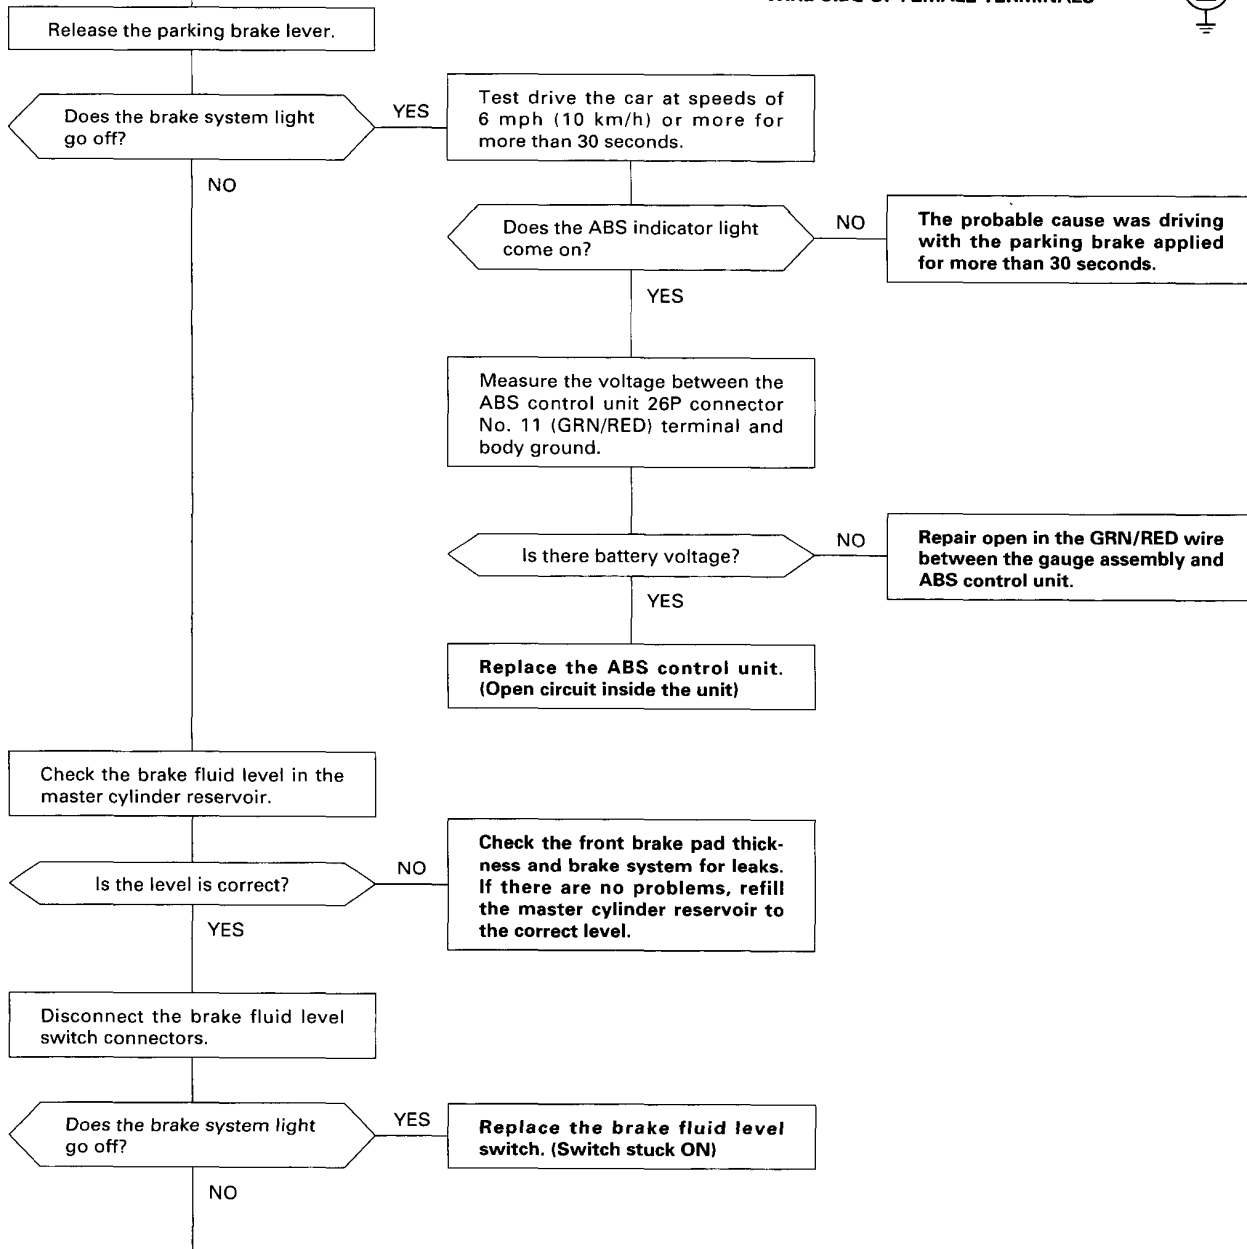 Release the parking brake lever.
Does the brake system light
go off?
YES
Test drive the car at speeds of
6 mph (10 km/h) or more for
more than 30 seconds.
NO
Does the ABS indicator light
come on?
NO
The probable cause was driving
with the parking brake applied
for more than 30 seconds.
YES
Measure the voltage between the
ABS control unit 26P connector
No. 11 (GRN/RED) terminal and
body ground.
Is there battery voltage?
NO
Repair open in the GRN/RED wire
between the gauge assembly and
ABS control unit.
YES
Replace the ABS control unit.
(Open circuit inside the unit)
Check the brake fluid level in the
master cylinder reservoir.
Is the level is correct?
NO
Check the front brake pad thick-
ness and brake system for leaks.
If there are no problems, refill
the master cylinder reservoir to
the correct level.
YES
Disconnect the brake fluid level
switch connectors.
Does the brake system light
go off?
YES
Replace the brake fluid level
switch. (Switch stuck ON)
NO